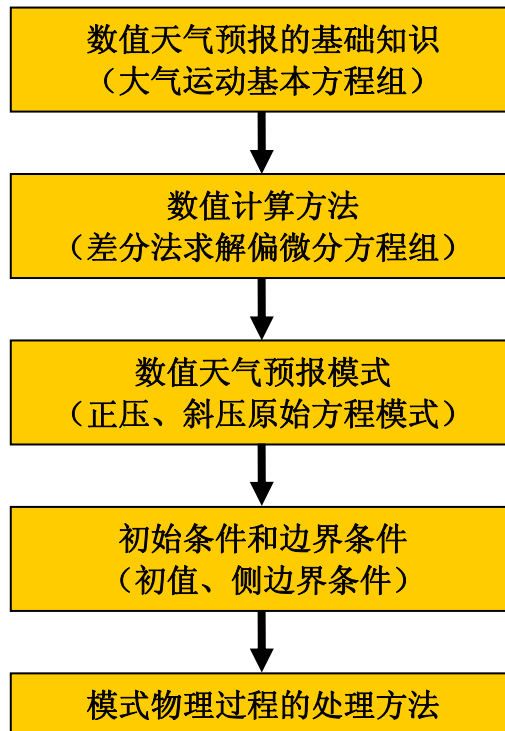 数值天气预报的基础知识
（大气运动基本方程组）
数值计算方法
（差分法求解偏微分方程组）
数值天气预报模式
（正压、斜压原始方程模式）
初始条件和边界条件
（初值、侧边界条件）
模式物理过程的处理方法